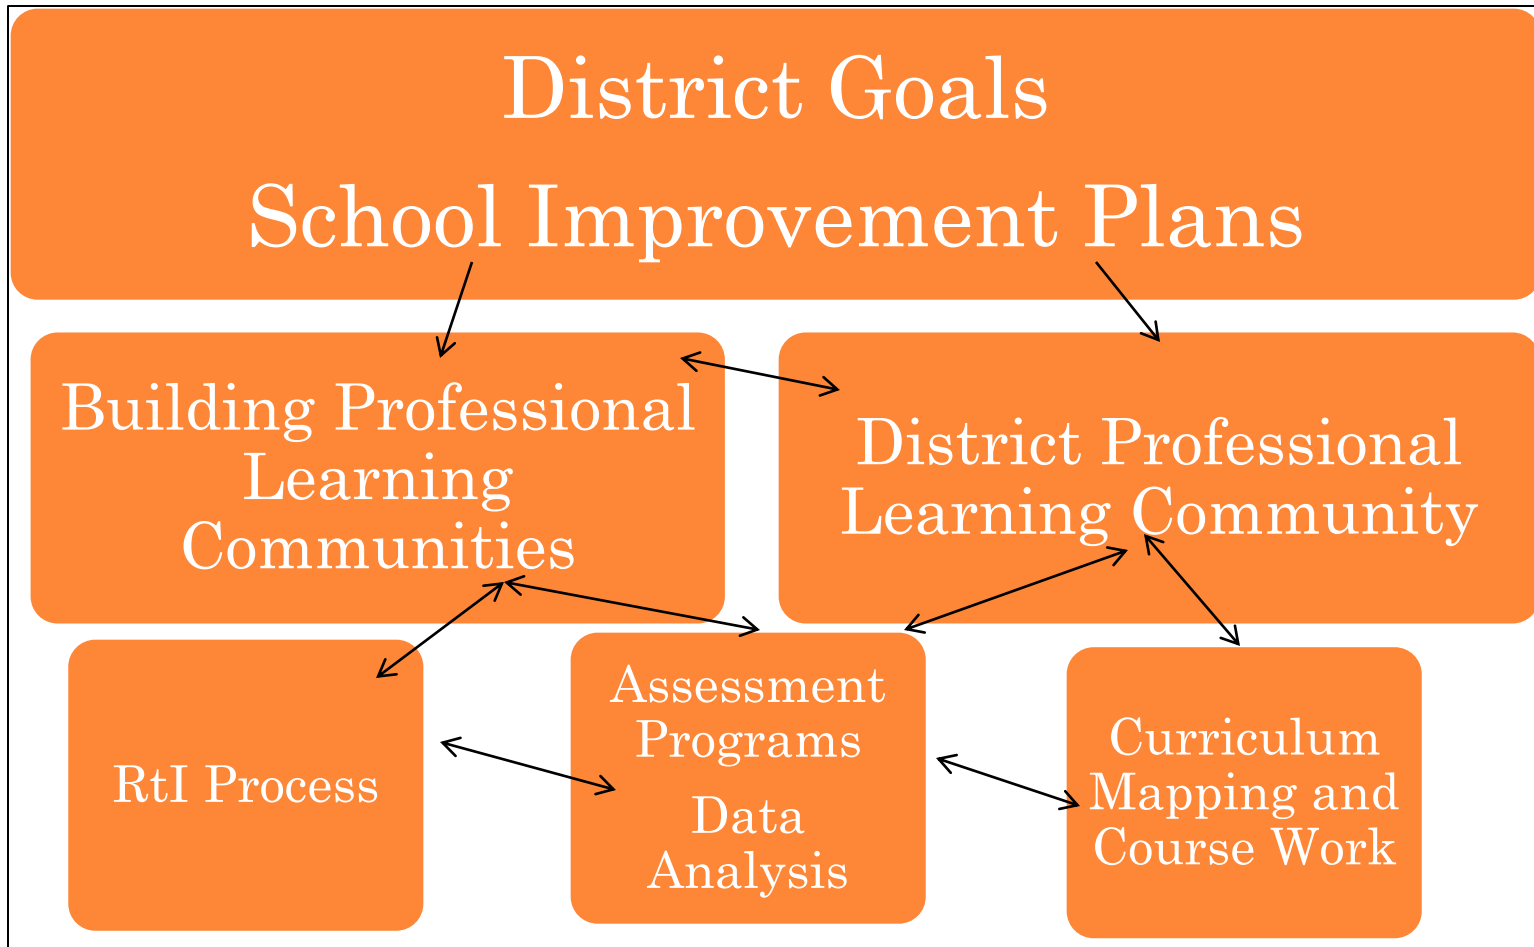 District Goals
School Improvement Plans
Building Professional
Learning
Communities
District Professional
Learning Community
RtI Process
Assessment
Programs
Data
Analysis
Curriculum
Mapping and
Course Work